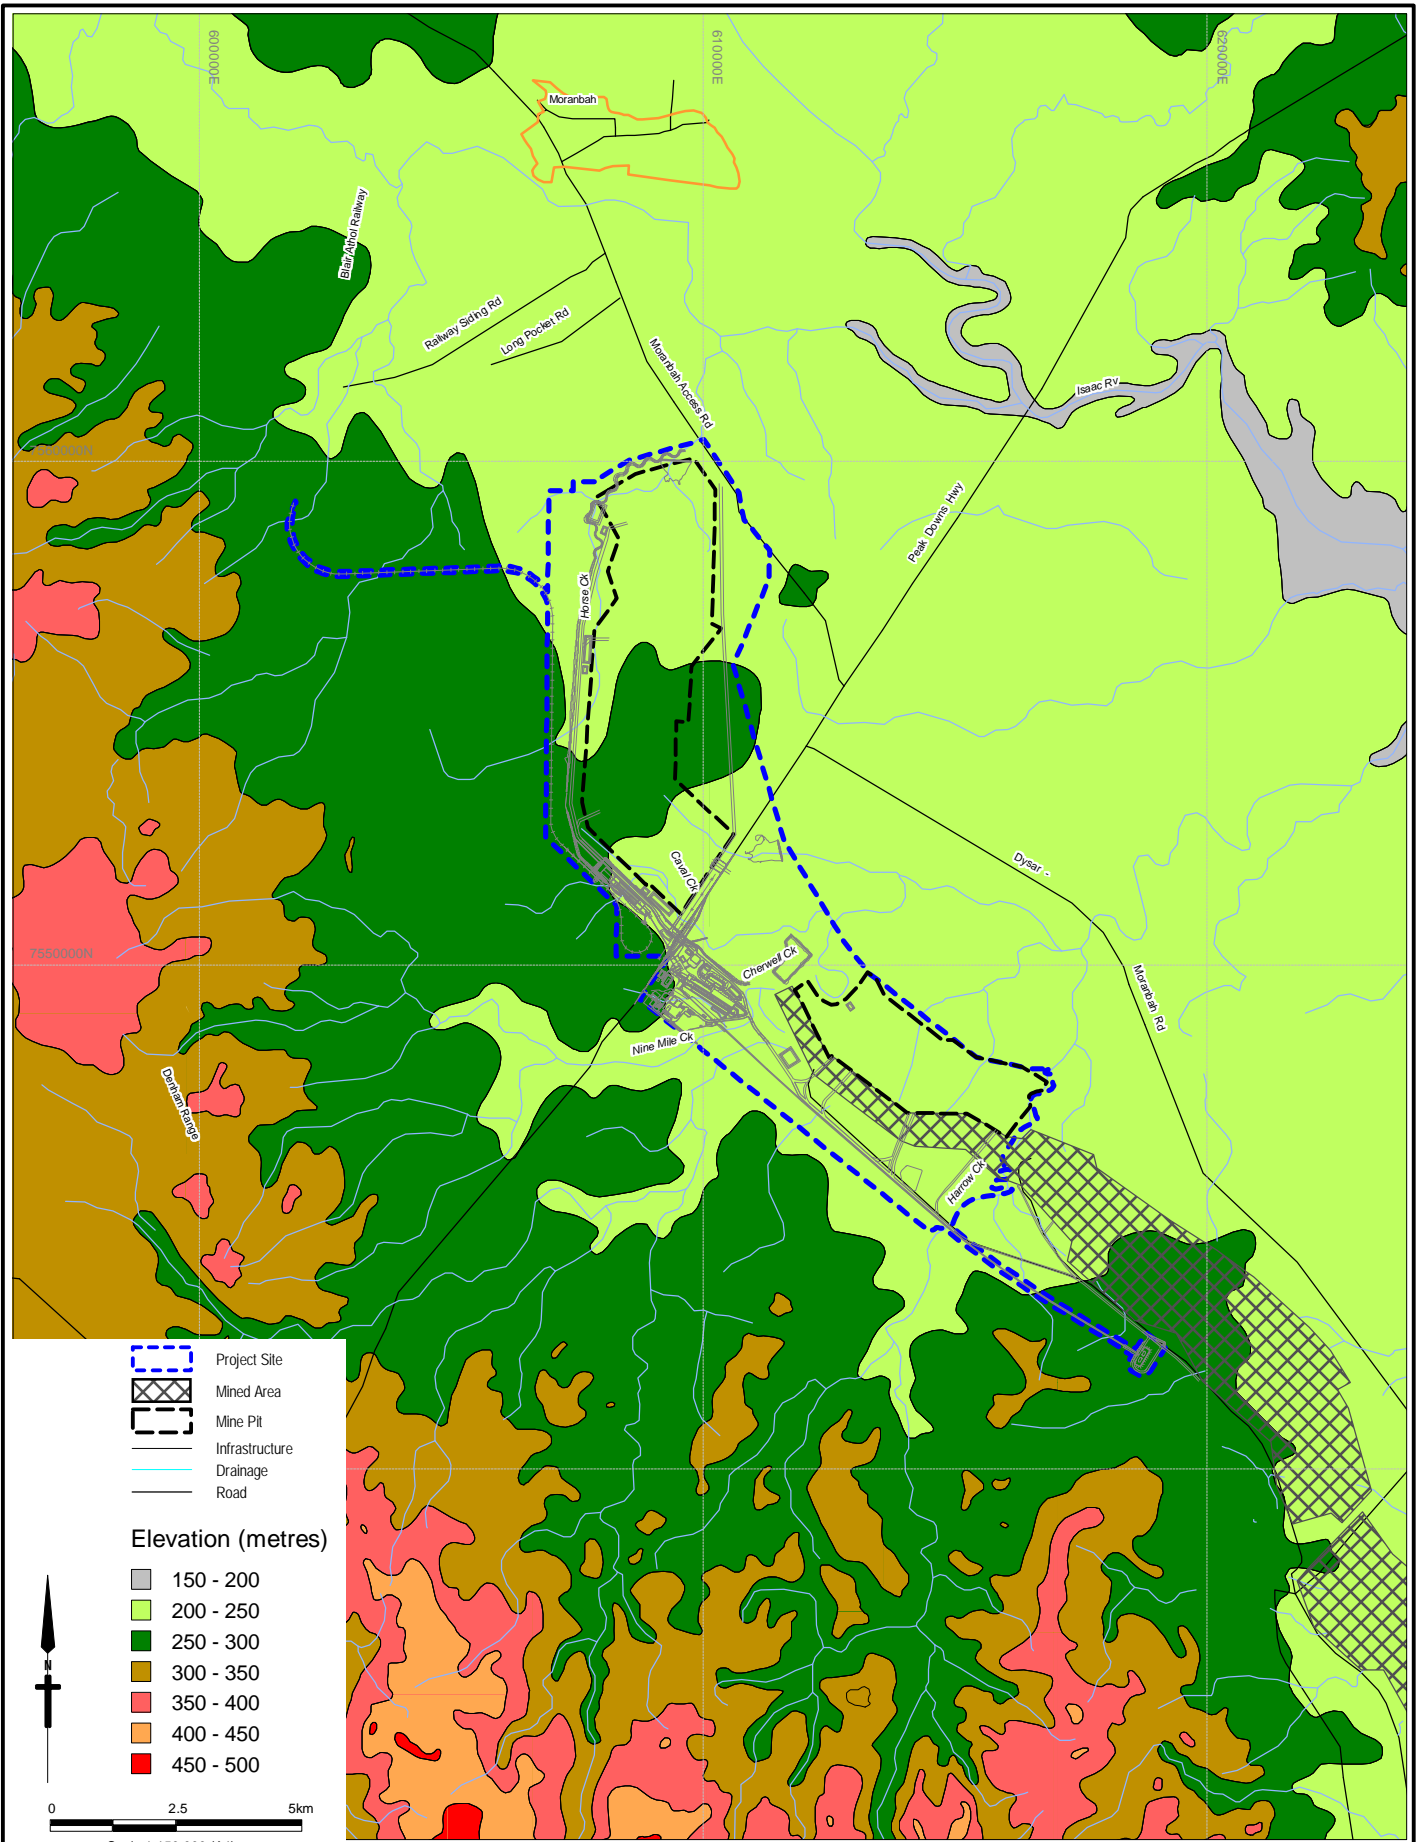 600000E
610000E
620000E
Moranbah
Blair Athol Railway
Railway Siding Rd
Long Pocket Rd
Moranbah Access Rd
Isaac Rv
7560000N
Peak Downs Hwy
Horse Ck
Caval Ck
Dysar -
7550000N
Cherwell Ck
Moranbah Rd
Nine Mile Ck
Denham Range
Harrow Ck
Project Site
Mined Area
Mine Pit
Infrastructure
Drainage
Road
Elevation (metres)
150 - 200
200 - 250
250 - 300
300 - 350
350 - 400
400 - 450
450 - 500
N
0 2.5 5km